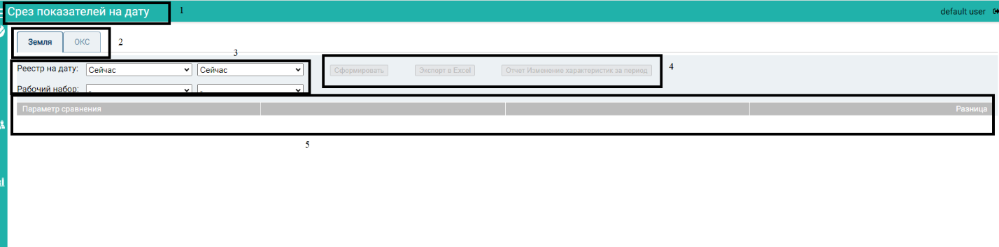 Срез показателей на дату 1 default user
Земля ОКС 2
3
Реестр на дату: Сейчас Сейчас Сформировать Экспорт в Excel Отчет Изменение характеристик за период 4
Рабочий набор: - -
Параметр сравнения Разница
5